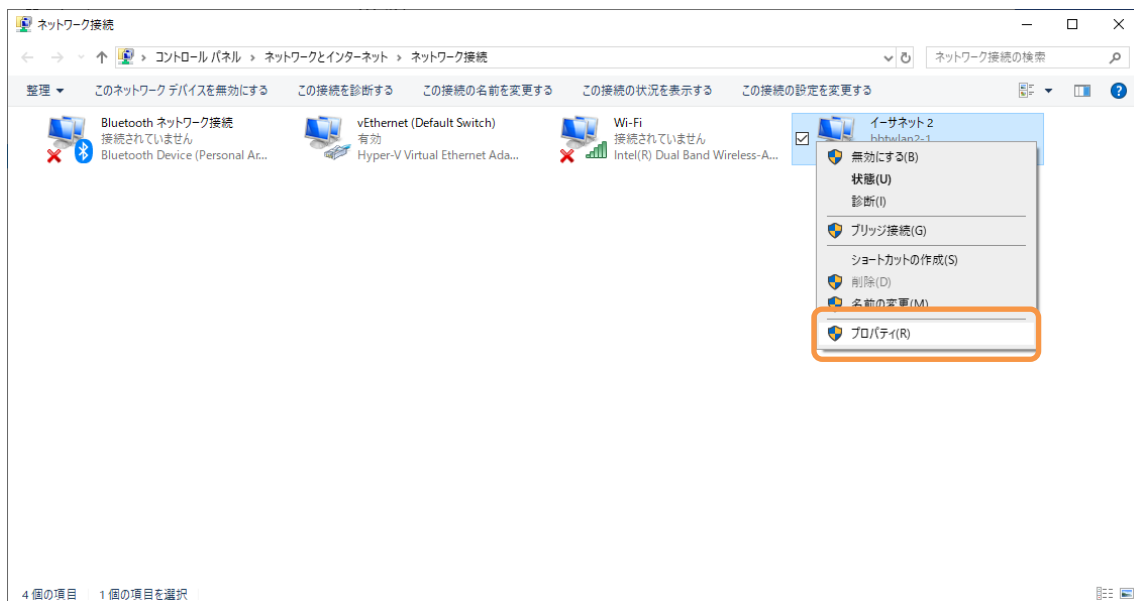 ネットワーク接続
コントロール パネル › ネットワークとインターネット › ネットワーク接続
ネットワーク接続の検索
整理 このネットワーク デバイスを無効にする この接続を診断する この接続の名前を変更する この接続の状況を表示する この接続の設定を変更する
Bluetooth ネットワーク接続
接続されていません
Bluetooth Device (Personal Ar...
vEthernet (Default Switch)
有効
Hyper-V Virtual Ethernet Ada...
Wi-Fi
接続されていません
Intel(R) Dual Band Wireless-A...
イーサネット 2
bbtwlan2-1
無効にする(B)
状態(U)
診断(I)
ブリッジ接続(G)
ショートカットの作成(S)
削除(D)
名前の変更(M)
プロパティ(R)
4 個の項目 1 個の項目を選択